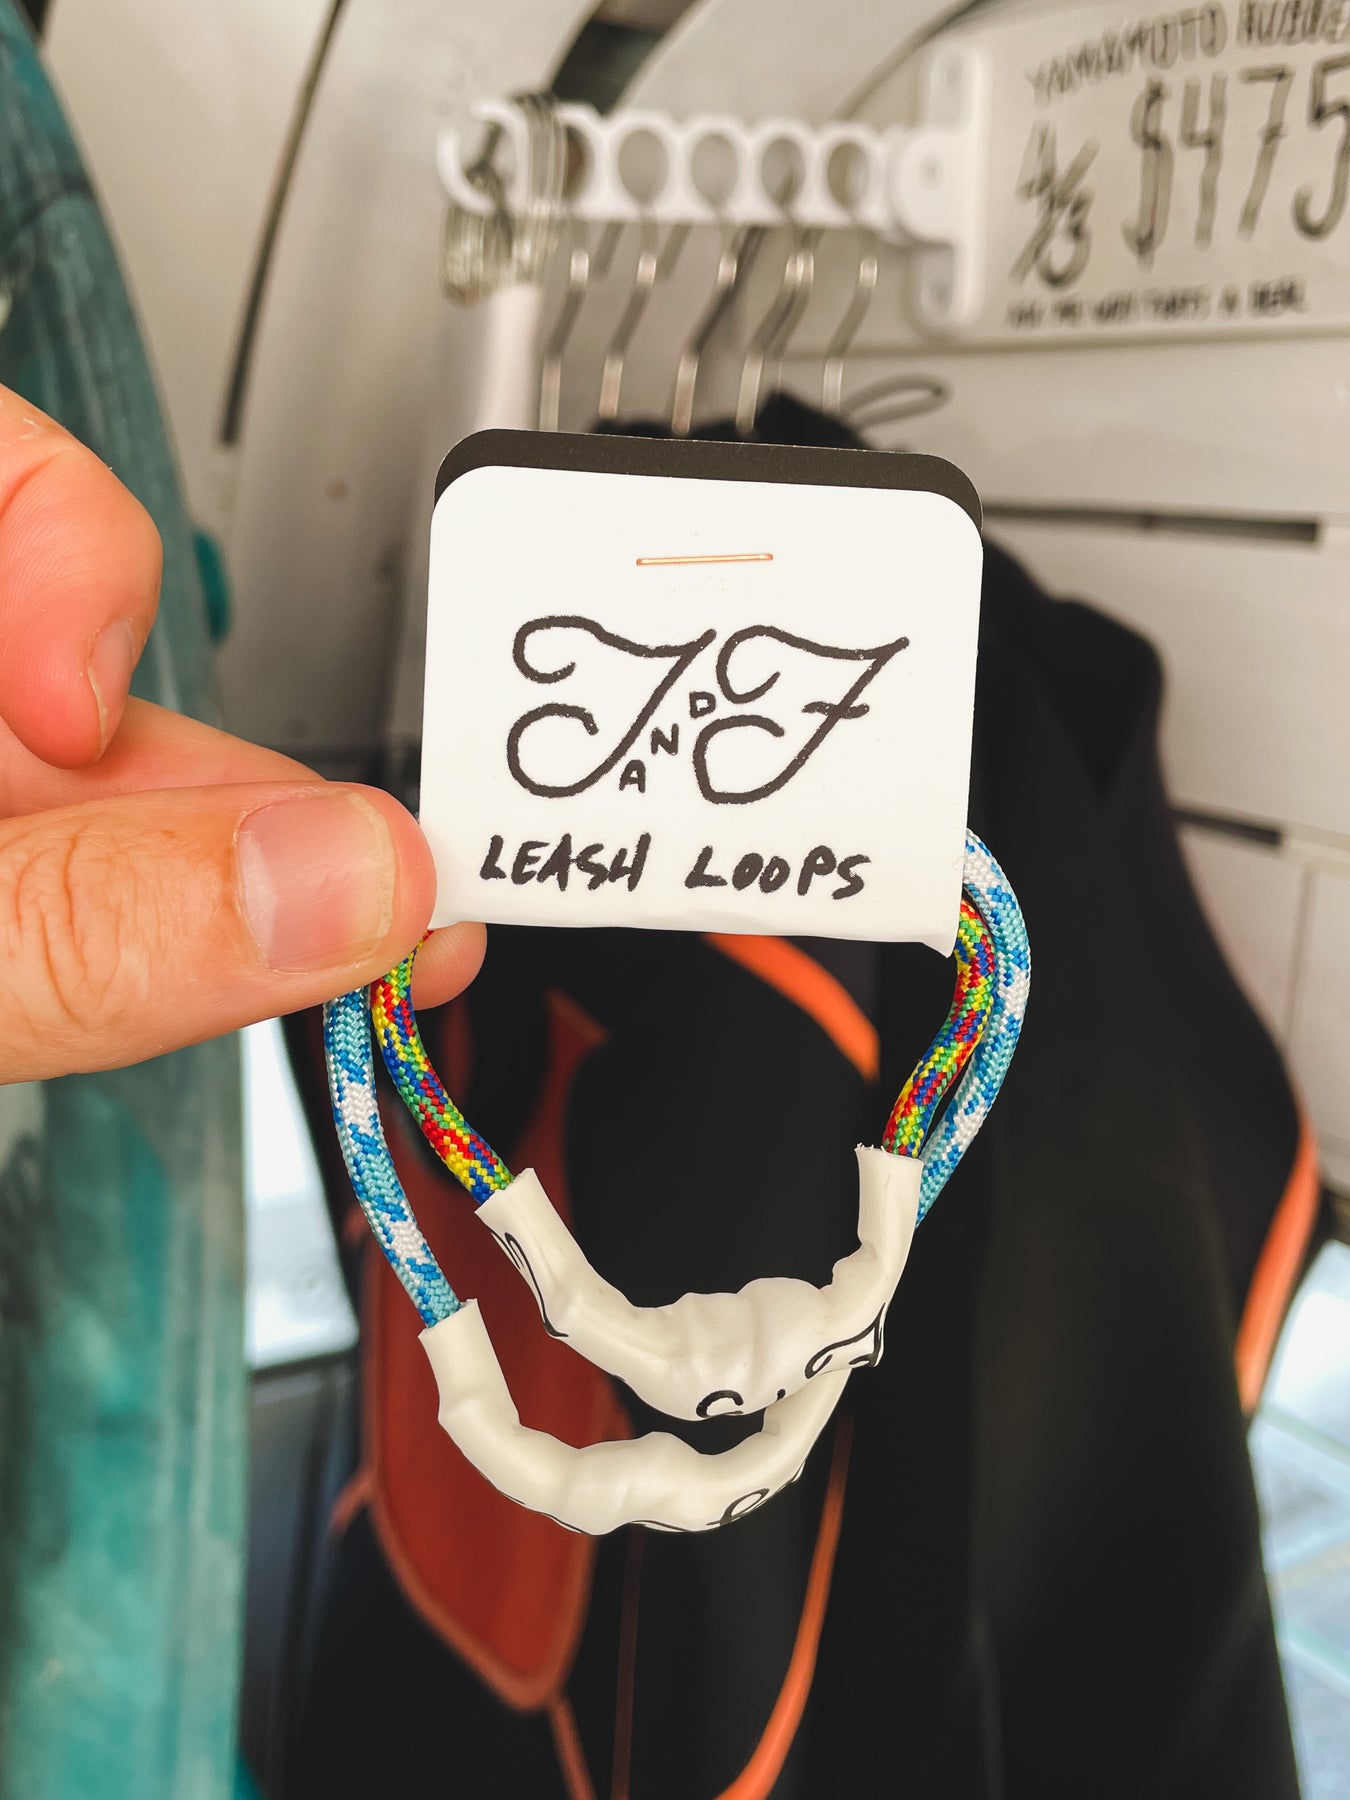 YAMAMOTO RUBBER
4/3 $475
J AND F
LEASH LOOPS